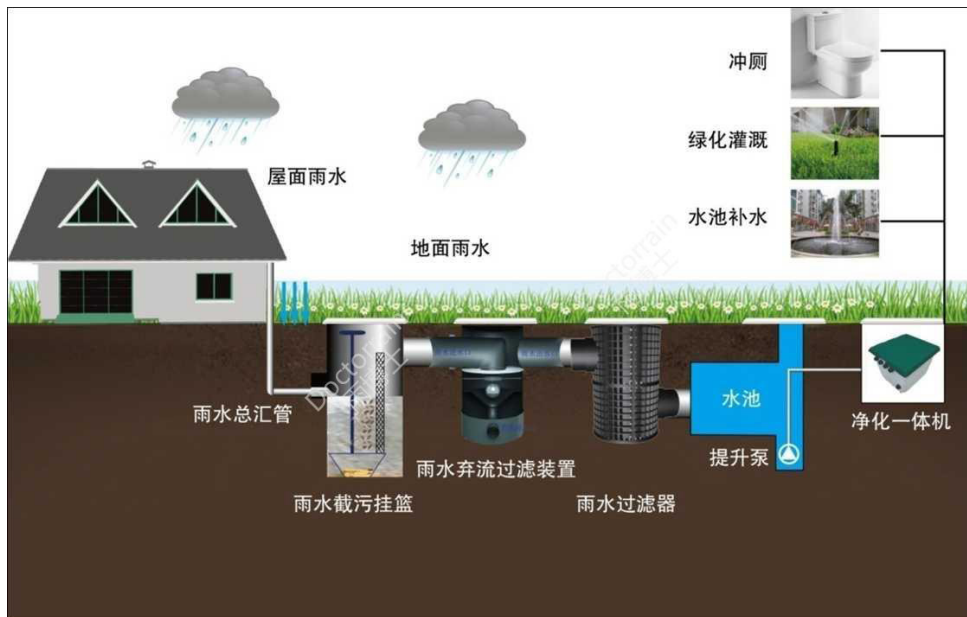 冲厕
绿化灌溉
水池补水
屋面雨水
地面雨水
雨水总汇管
雨水截污挂篮
雨水弃流过滤装置
雨水过滤器
水池
提升泵
净化一体机
Doctorrain
Doctorrain